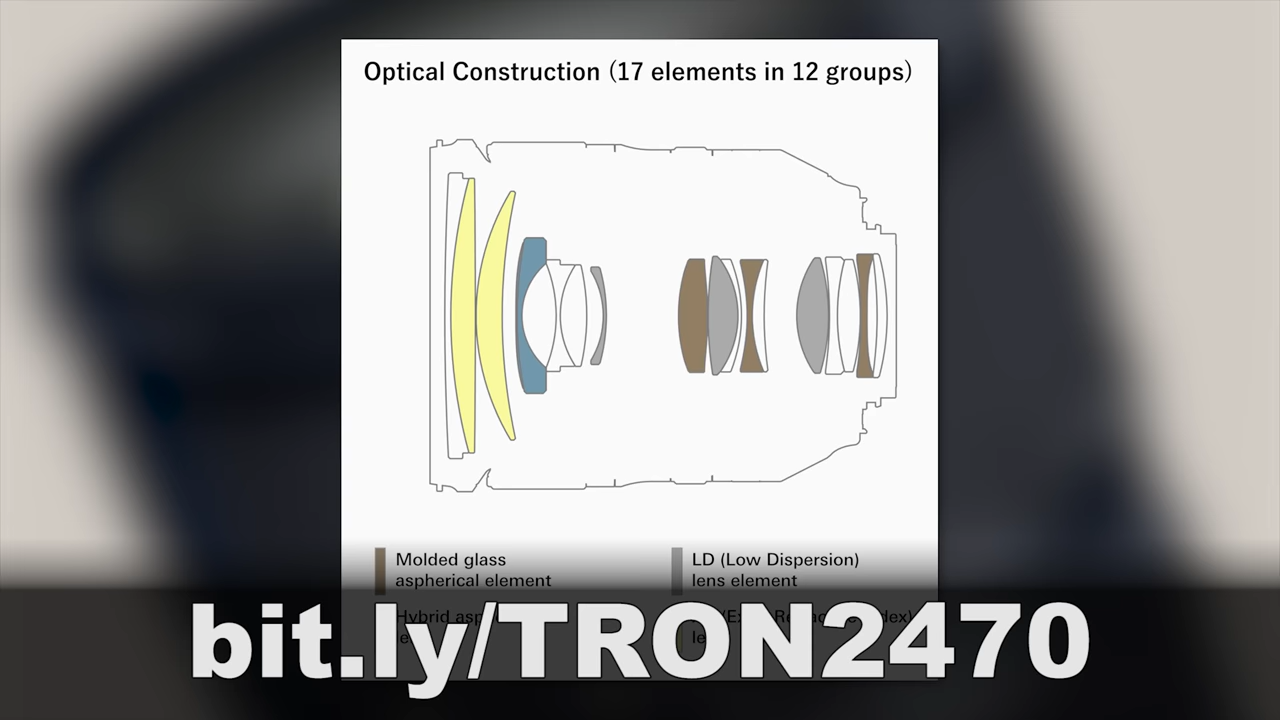 Optical Construction (17 elements in 12 groups)
Molded glass
aspherical element
LD (Low Dispersion)
lens element
bit.ly/TRON2470